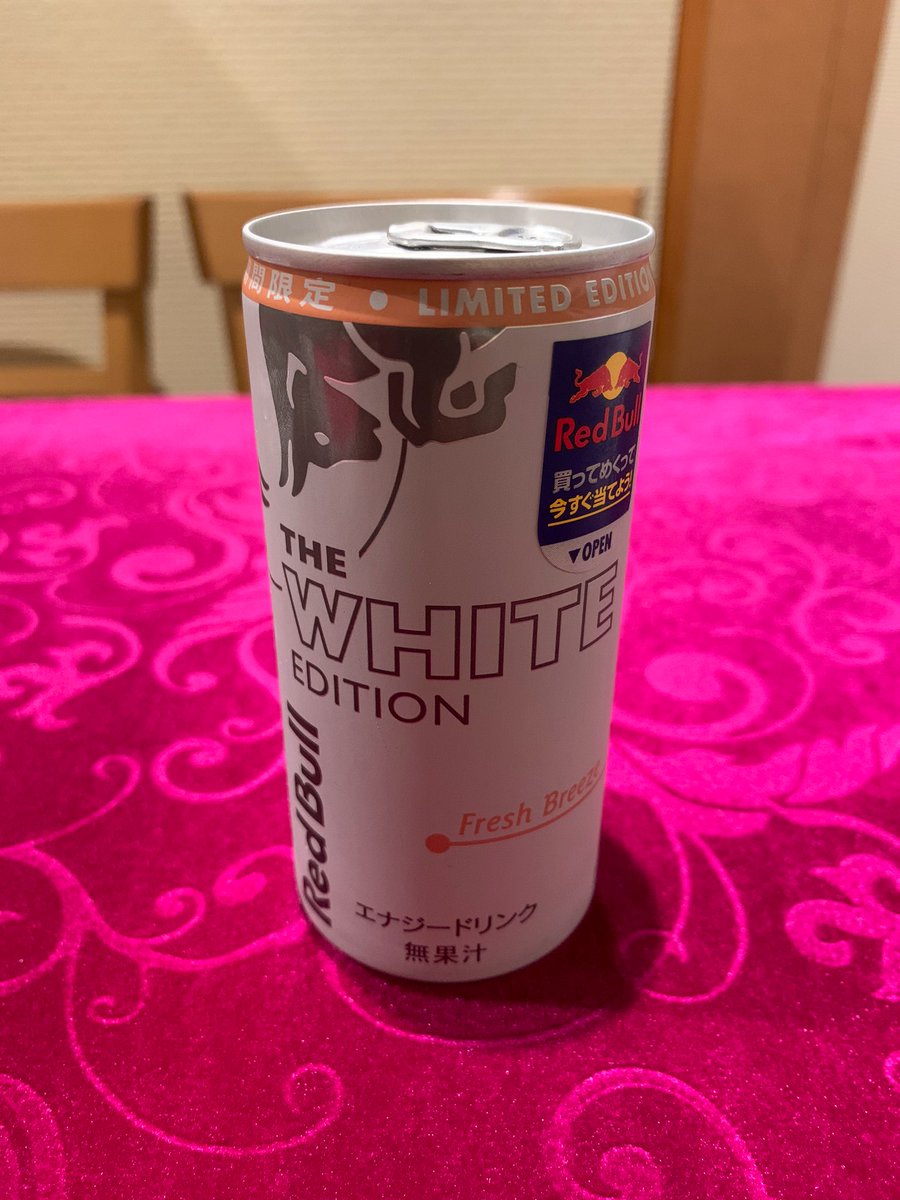 間限定 ● LIMITED EDITION
Red Bull
買ってめくって
今すぐ当てよう!
▼OPEN
THE
WHITE
EDITION
Red Bull
Fresh Breeze
エナジードリンク
無果汁